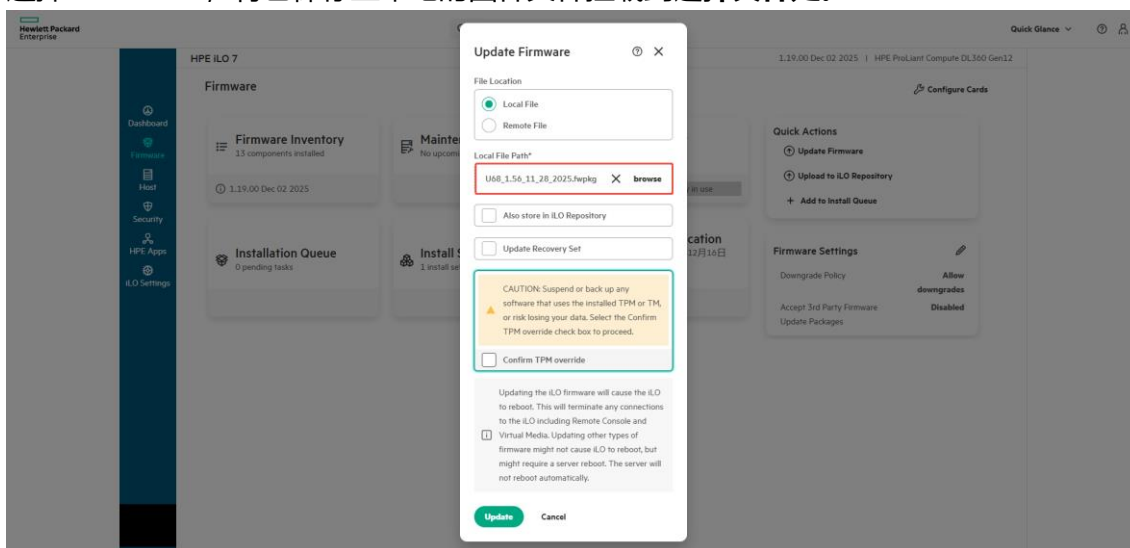 Hewlett Packard
Enterprise
Quick Glance
HPE iLO 7
1.19.00 Dec 02 2025 | HPE ProLiant Compute DL360 Gen12
Firmware
Configure Cards
Dashboard
Firmware
Host
Security
HPE Apps
iLO Settings
Firmware Inventory
13 components installed
1.19.00 Dec 02 2025
Installation Queue
0 pending tasks
Mainte
No upcomi
Install S
1 install se
in use
cation
12月16日
Update Firmware
File Location
Local File
Remote File
Local File Path*
U68_1.56_11_28_2025.fwpkg
browse
Also store in iLO Repository
Update Recovery Set
CAUTION: Suspend or back up any
software that uses the installed TPM or TM,
or risk losing your data. Select the Confirm
TPM override check box to proceed.
Confirm TPM override
Updating the iLO firmware will cause the iLO
to reboot. This will terminate any connections
to the iLO including Remote Console and
Virtual Media. Updating other types of
firmware might not cause iLO to reboot, but
might require a server reboot. The server will
not reboot automatically.
Update
Cancel
Quick Actions
Update Firmware
Upload to iLO Repository
+ Add to Install Queue
Firmware Settings
Downgrade Policy
Allow
downgrades
Accept 3rd Party Firmware
Update Packages
Disabled